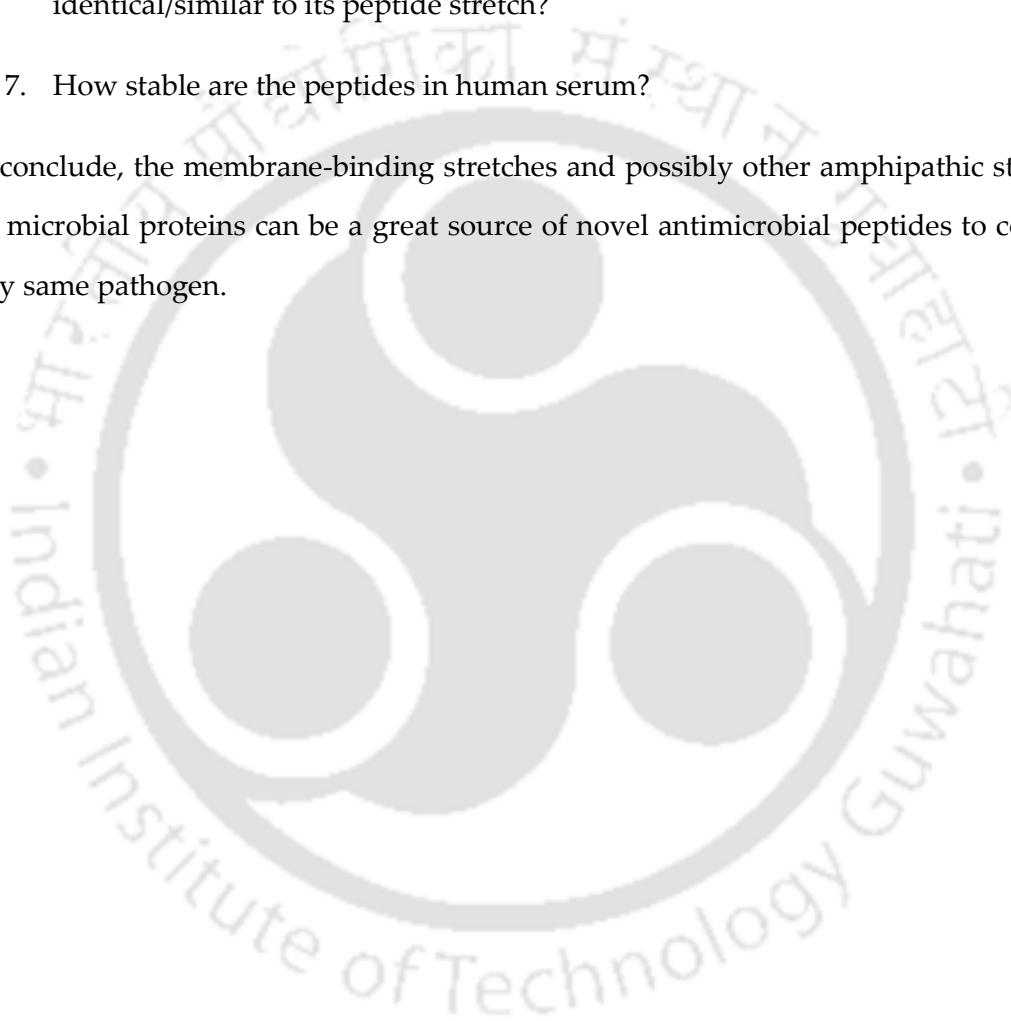 identical/similar to its peptide stretch?
7. How stable are the peptides in human serum?
conclude, the membrane-binding stretches and possibly other amphipathic
microbial proteins can be a great source of novel antimicrobial peptides to
same pathogen.
भारतीय प्रौद्योगिकी संस्थान गुवाहाटी
• Indian Institute of Technology Guwahati •